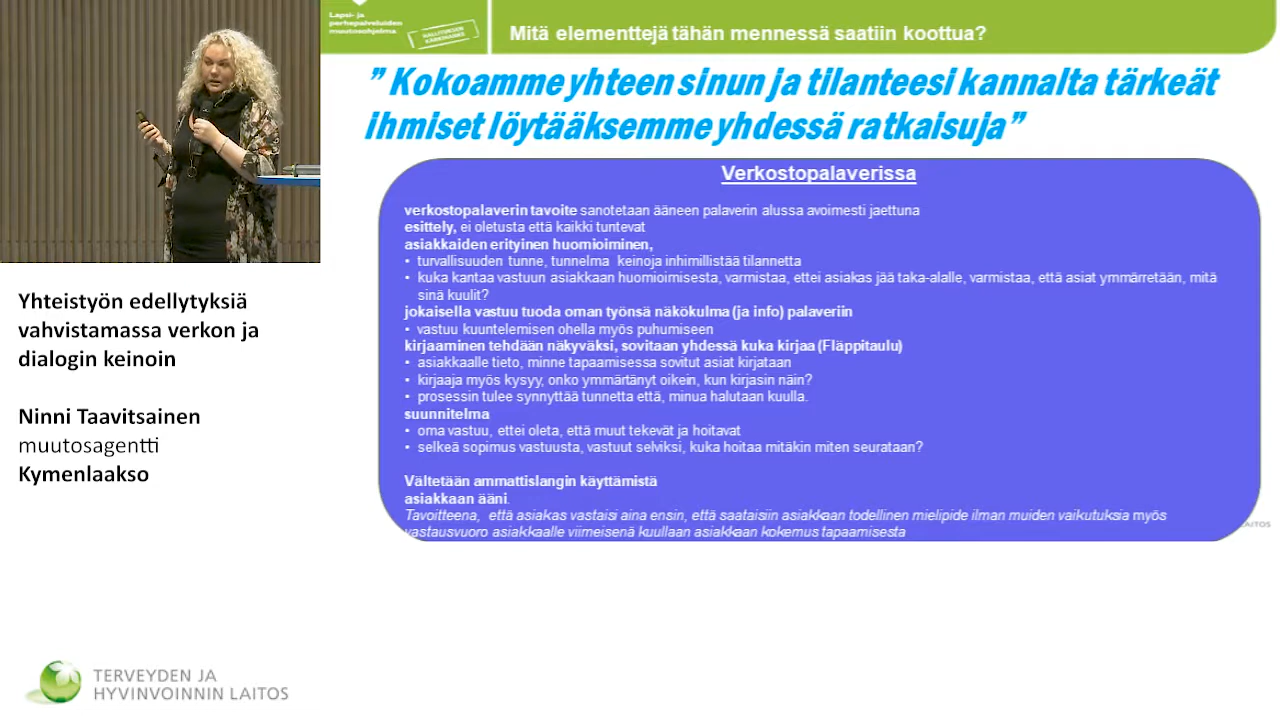 Lapsi- ja
perhepalveluiden
muutosohjelma
HALLITUKSEN
KÄRKIHANKE
Mitä elementtejä tähän mennessä saatiin koottua?
” Kokoamme yhteen sinun ja tilanteesi kannalta tärkeät
ihmiset löytääksemme yhdessä ratkaisuja”
Verkostopalaverissa
verkostopalaverin tavoite sanotetaan ääneen palaverin alussa avoimesti jaettuna
esittely, ei oletusta että kaikki tuntevat
asiakkaiden erityinen huomioiminen,
• turvallisuuden tunne, tunnelma keinoja inhimillistää tilannetta
• kuka kantaa vastuun asiakkaan huomioimisesta, varmistaa, ettei asiakas jää taka-alalle, varmistaa, että asiat ymmärretään, mitä
sinä kuulit?
jokaisella vastuu tuoda oman työnsä näkökulma (ja info) palaveriin
• vastuu kuuntelemisen ohella myös puhumiseen
kirjaaminen tehdään näkyväksi, sovitaan yhdessä kuka kirjaa (Fläppitaulu)
• asiakkaalle tieto, minne tapaamisessa sovitut asiat kirjataan
• kirjaaja myös kysyy, onko ymmärtänyt oikein, kun kirjasin näin?
• prosessin tulee synnyttää tunnetta että, minua halutaan kuulla.
suunnitelma
• oma vastuu, ettei oleta, että muut tekevät ja hoitavat
• selkeä sopimus vastuusta, vastuut selviksi, kuka hoitaa mitäkin miten seurataan?
Vältetään ammattislangin käyttämistä
asiakkaan ääni.
Tavoitteena, että asiakas vastaisi aina ensin, että saataisiin asiakkaan todellinen mielipide ilman muiden vaikutuksia myös
vastausvuoro asiakkaalle viimeisenä kuullaan asiakkaan kokemus tapaamisesta
LAITOS
Yhteistyön edellytyksiä
vahvistamassa verkon ja
dialogin keinoin
Ninni Taavitsainen
muutosagentti
Kymenlaakso
TERVEYDEN JA
HYVINVOINNIN LAITOS